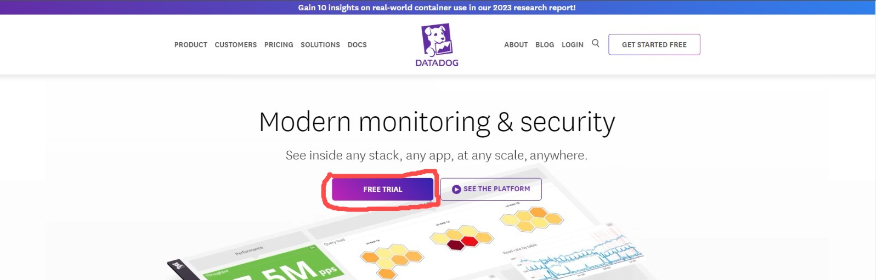 Gain 10 insights on real-world container use in our 2023 research report!
PRODUCT CUSTOMERS PRICING SOLUTIONS DOCS
DATADOG
ABOUT BLOG LOGIN GET STARTED FREE
Modern monitoring & security
See inside any stack, any app, at any scale, anywhere.
FREE TRIAL SEE THE PLATFORM
Performance
7.5M pps